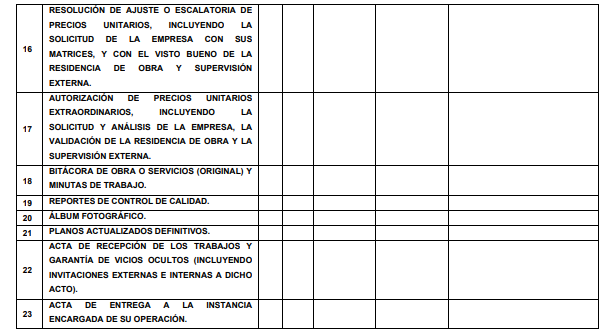 RESOLUCIÓN DE AJUSTE O ESCALATORIA DE
PRECIOS UNITARIOS, INCLUYENDO LA
SOLICITUD DE LA EMPRESA CON SUS
16 MATRICES, Y CON EL VISTO BUENO DE LA
RESIDENCIA DE OBRA Y SUPERVISIÓN
EXTERNA.
AUTORIZACIÓN DE PRECIOS UNITARIOS
EXTRAORDINARIOS, INCLUYENDO LA
17 SOLICITUD Y ANÁLISIS DE LA EMPRESA, LA
VALIDACIÓN DE LA RESIDENCIA DE OBRA Y LA
SUPERVISIÓN EXTERNA.
18 BITÁCORA DE OBRA O SERVICIOS (ORIGINAL) Y
MINUTAS DE TRABAJO.
19 REPORTES DE CONTROL DE CALIDAD.
20 ÁLBUM FOTOGRÁFICO.
21 PLANOS ACTUALIZADOS DEFINITIVOS.
ACTA DE RECEPCIÓN DE LOS TRABAJOS Y
22 GARANTÍA DE VICIOS OCULTOS (INCLUYENDO
INVITACIONES EXTERNAS E INTERNAS A DICHO
ACTO).
23 ACTA DE ENTREGA A LA INSTANCIA
ENCARGADA DE SU OPERACIÓN.